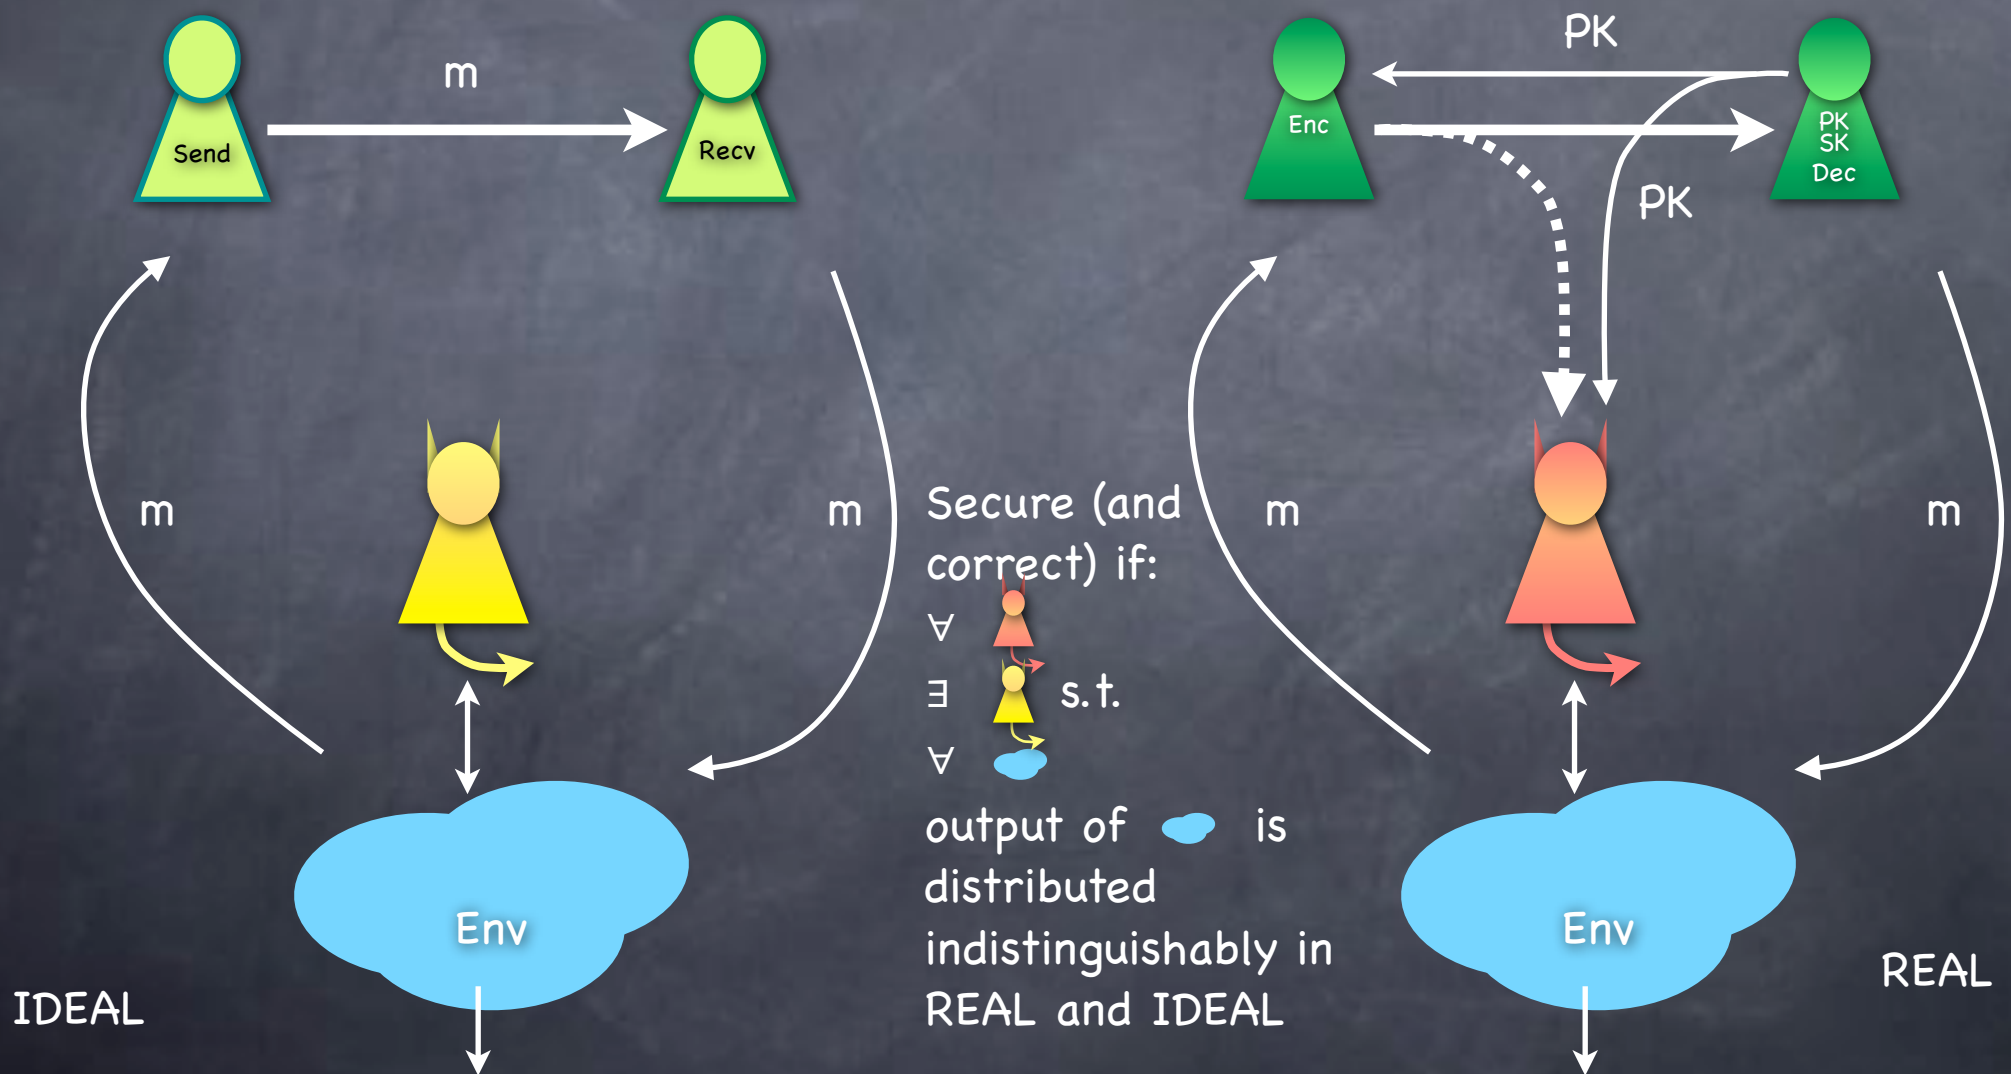 m
Send
Recv
m
m
Env
IDEAL
Secure (and
correct) if:
∀
∃ s.t.
∀
output of is
distributed
indistinguishably in
REAL and IDEAL
PK
Enc
PK
SK
Dec
PK
m
m
Env
REAL